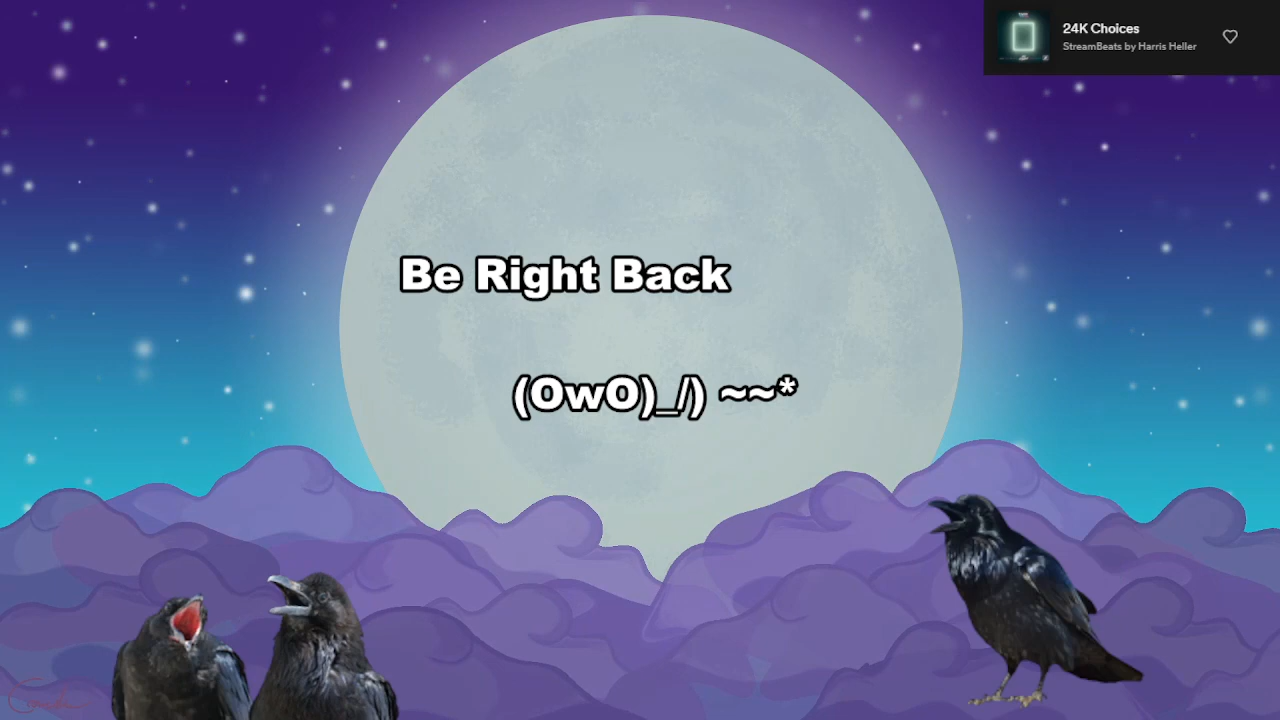 24K Choices
StreamBeats by Harris Heller
Be Right Back
(OwO)_/) ~~*